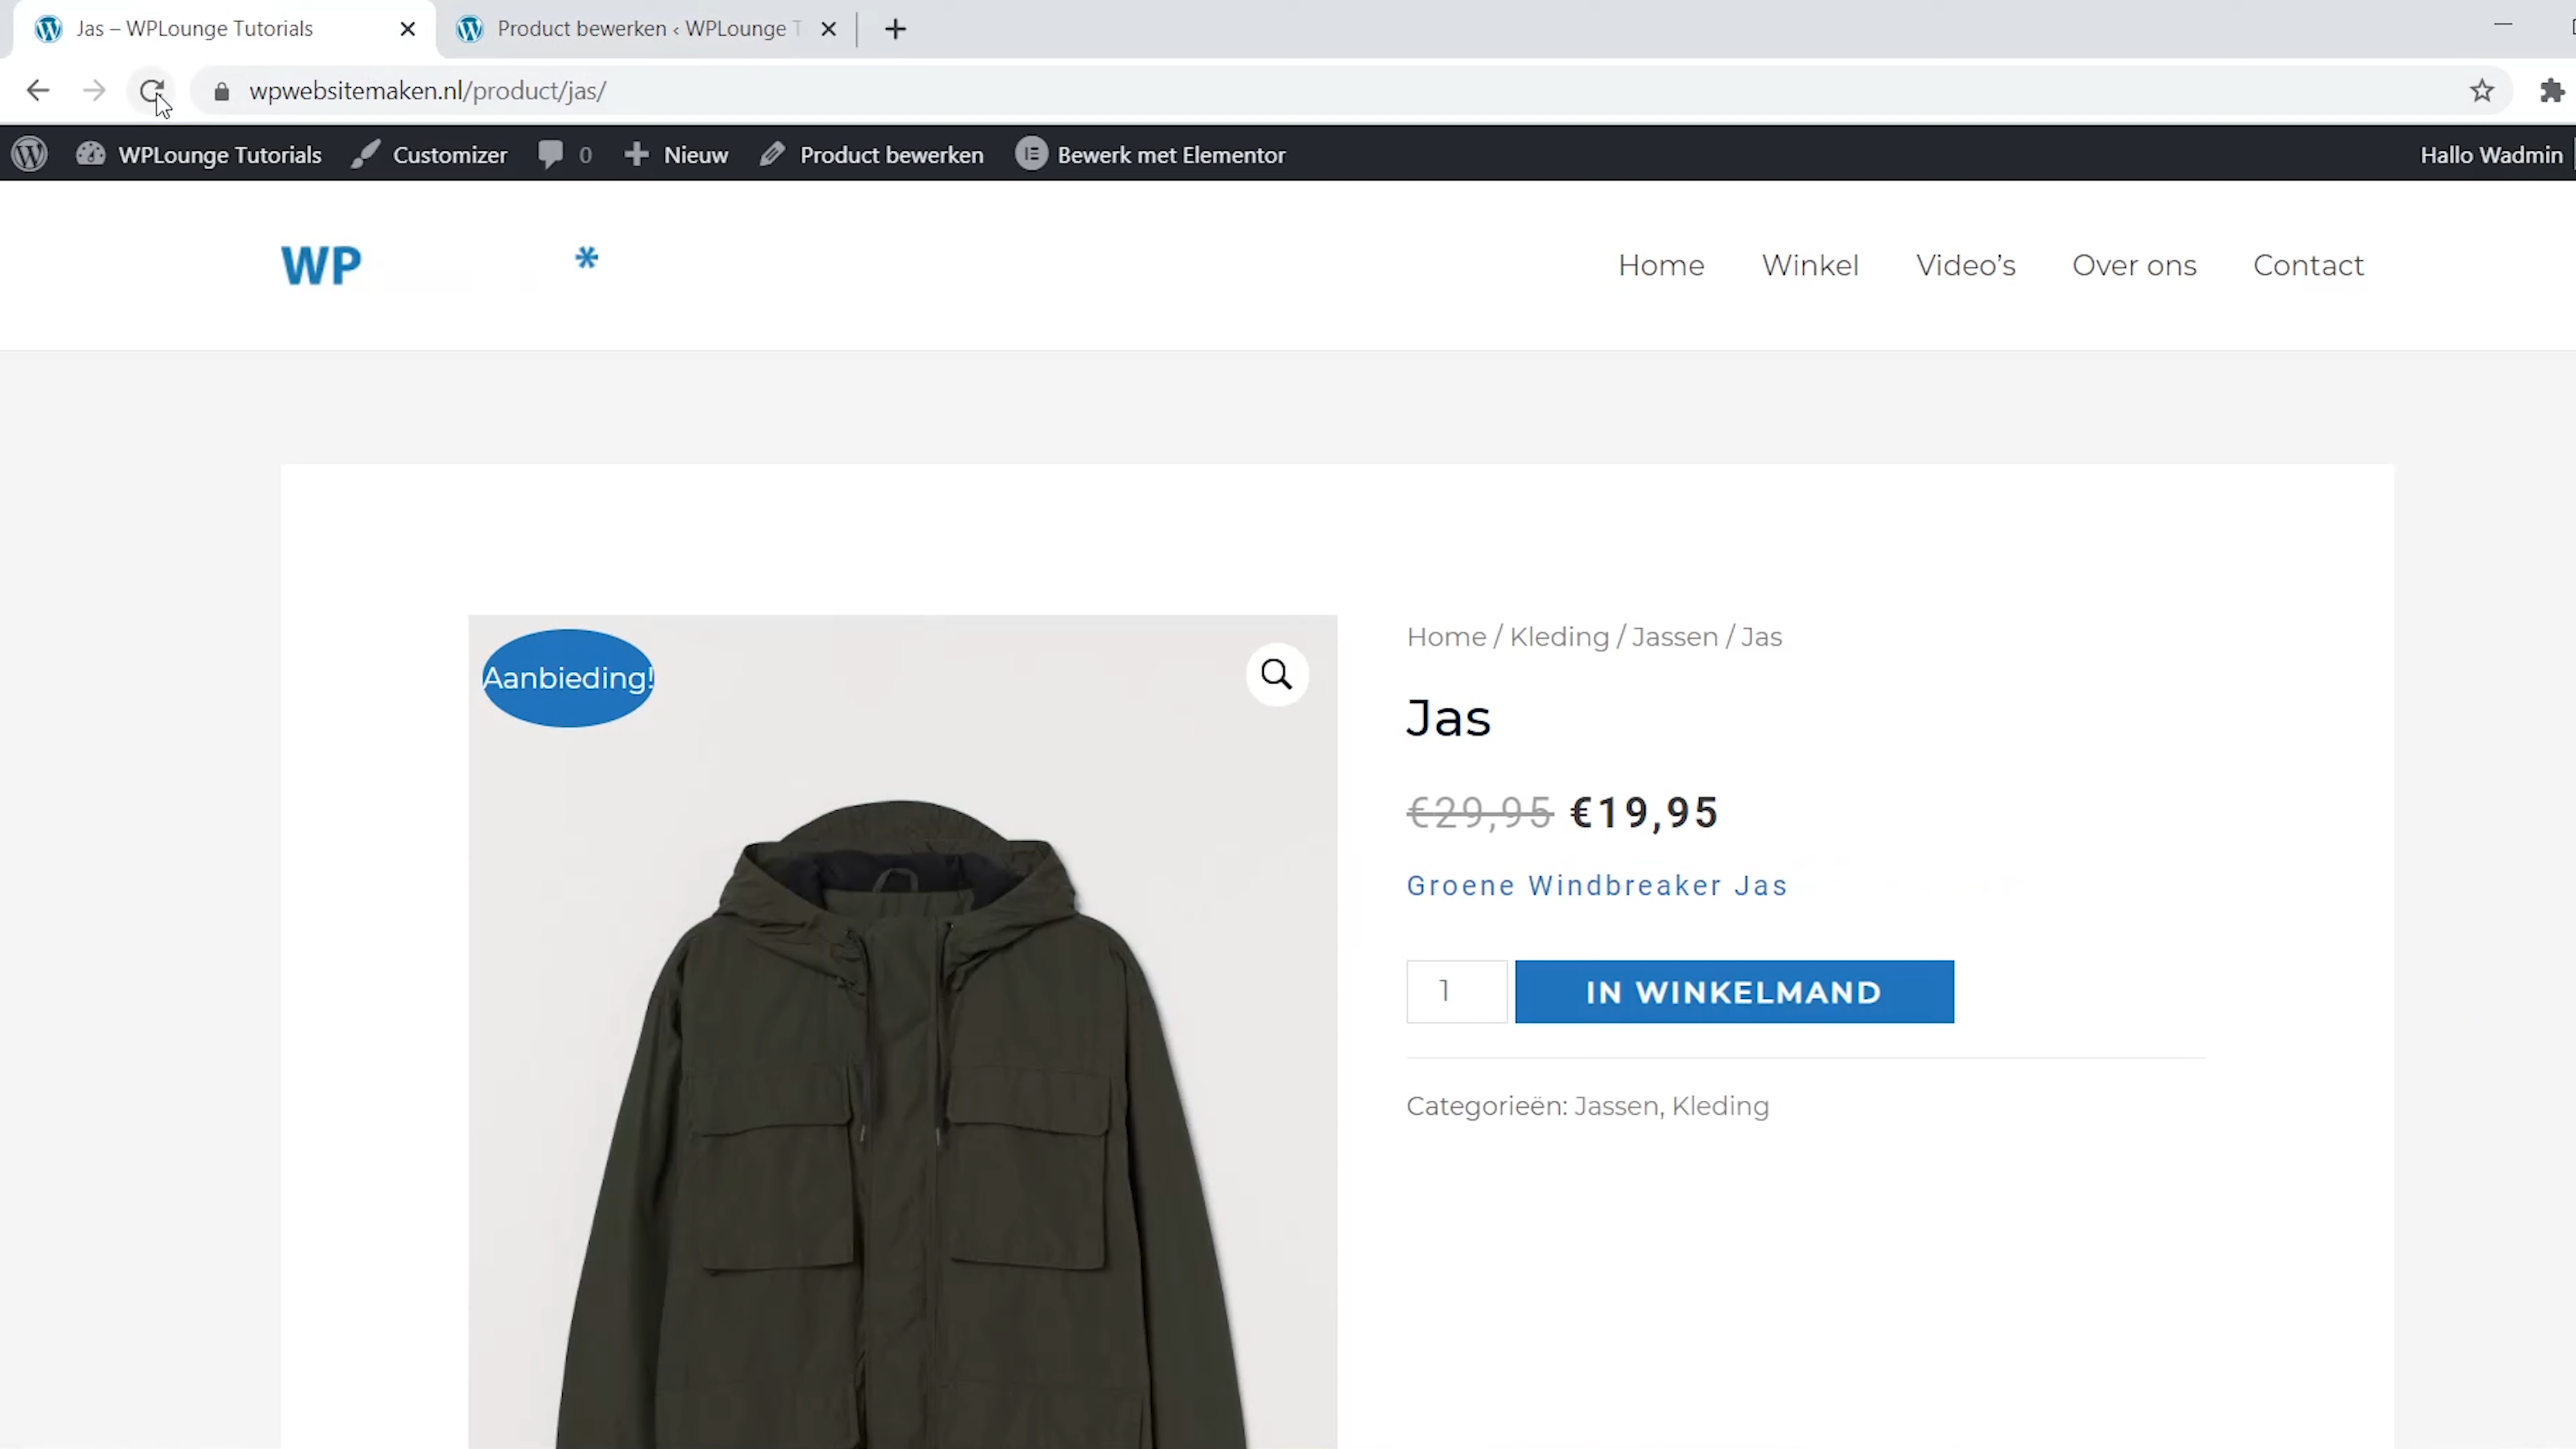 Jas – WPLounge Tutorials
Product bewerken ‹ WPLounge T
wpwebsitemaken.nl/product/jas/
WPLounge Tutorials Customizer 0 Nieuw Product bewerken Bewerk met Elementor Hallo Wadmin
WP *
Home Winkel Video’s Over ons Contact
Aanbieding!
Home / Kleding / Jassen / Jas
Jas
€29,95 €19,95
Groene Windbreaker Jas
1 IN WINKELMAND
Categorieën: Jassen, Kleding